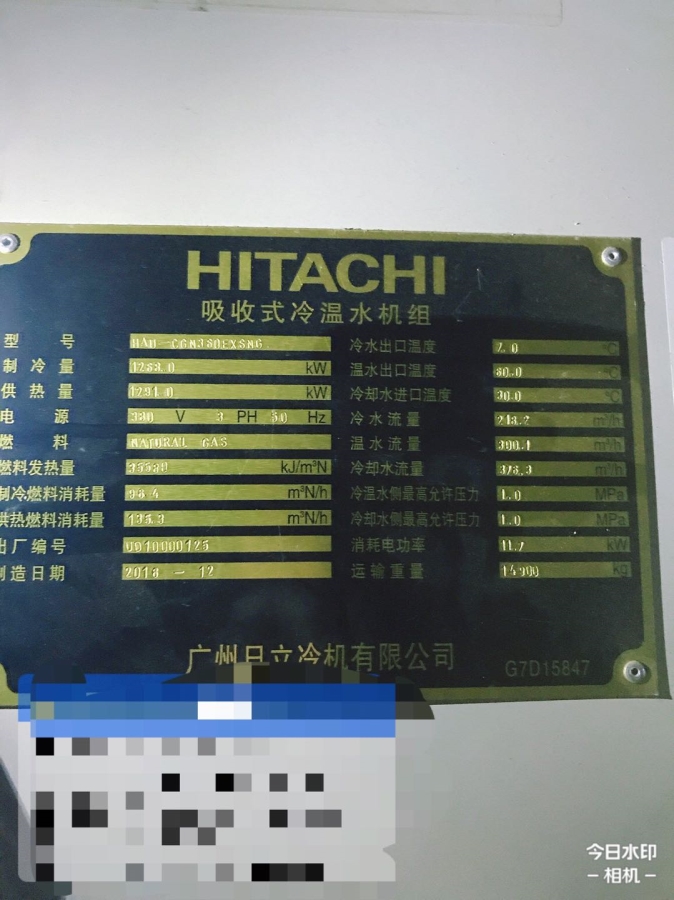 HITACHI
吸收式冷温水机组
型 号
制 冷 量 kW
供 热 量 1291.0 kW
电 源 380 V 3 PH 50 Hz
燃 料 NATURAL GAS
燃料发热量 kJ/m³N
制冷燃料消耗量 m³N/h
供热燃料消耗量 m³N/h
出厂编号 0010000125
制造日期 2018 - 12
冷水出口温度 7.0 ℃
温水出口温度 60.0 ℃
冷却水进口温度 30.0 ℃
冷水流量 m³/h
温水流量 m³/h
冷却水流量 m³/h
冷温水侧最高允许压力 1.0 MPa
冷却水侧最高允许压力 1.0 MPa
消耗电功率 11.7 kW
运输重量 kg
广州日立冷机有限公司
G7D15847
今日水印
- 相机 -